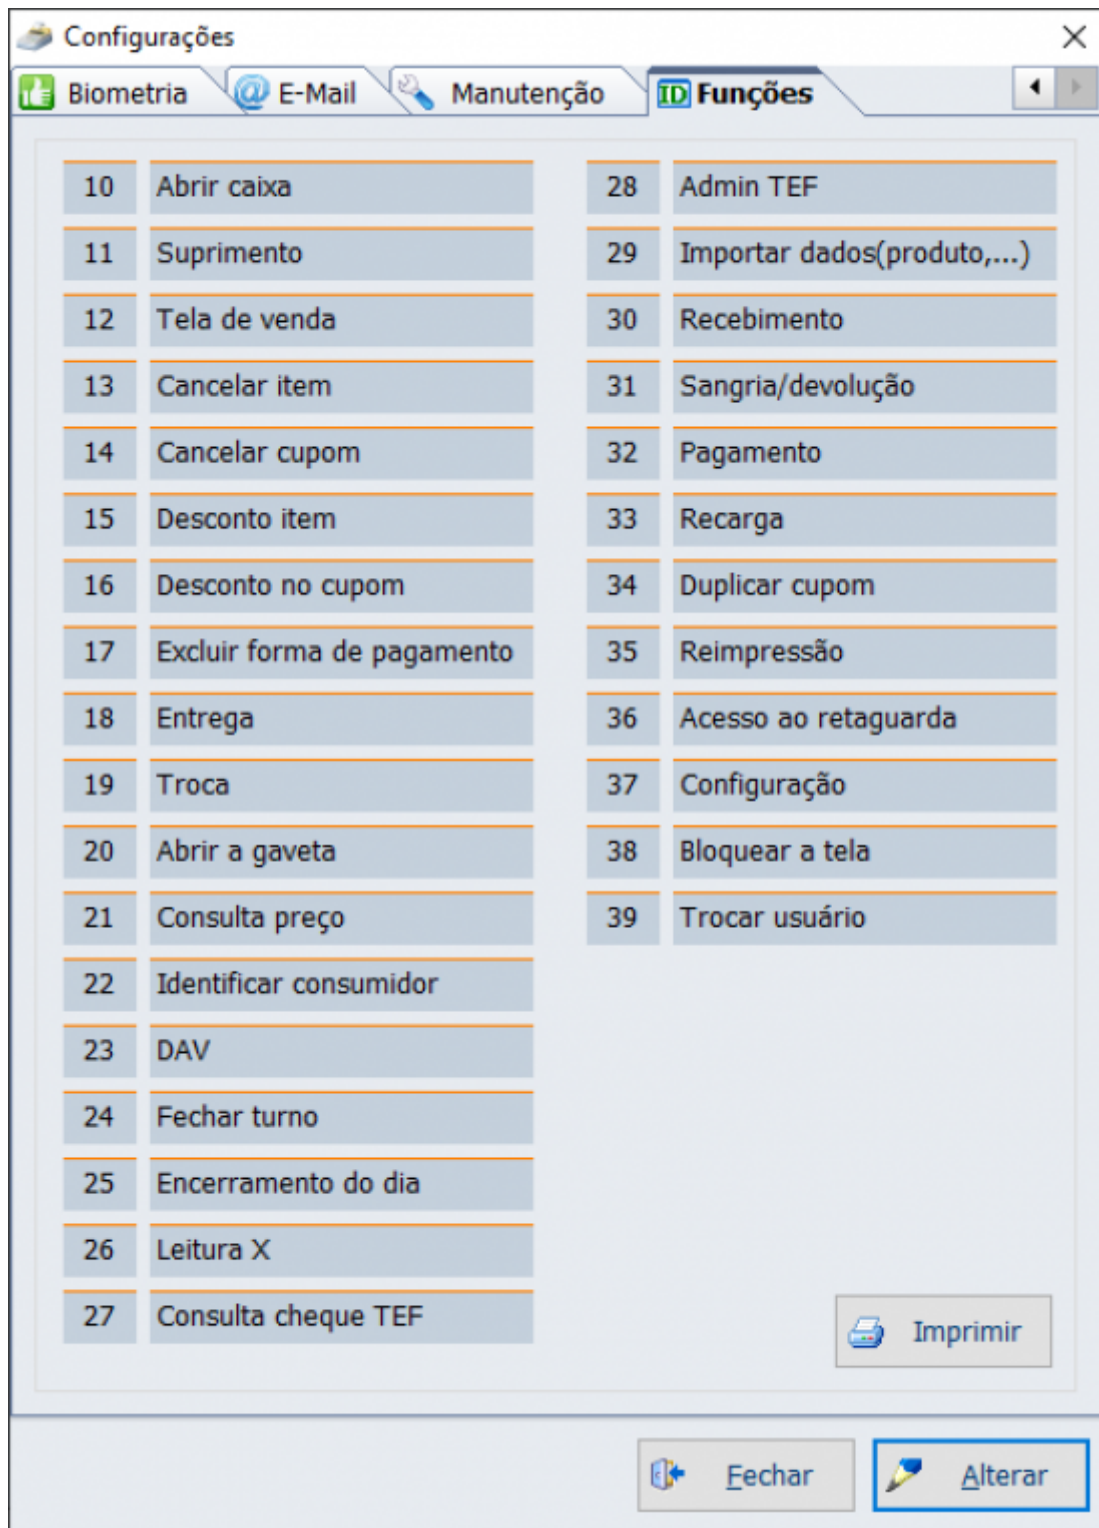 Configurações
Biometria
E-Mail
Manutenção
ID Funções
10 Abrir caixa
11 Suprimento
12 Tela de venda
13 Cancelar item
14 Cancelar cupom
15 Desconto item
16 Desconto no cupom
17 Excluir forma de pagamento
18 Entrega
19 Troca
20 Abrir a gaveta
21 Consulta preço
22 Identificar consumidor
23 DAV
24 Fechar turno
25 Encerramento do dia
26 Leitura X
27 Consulta cheque TEF
28 Admin TEF
29 Importar dados(produto,...)
30 Recebimento
31 Sangria/devolução
32 Pagamento
33 Recarga
34 Duplicar cupom
35 Reimpressão
36 Acesso ao retaguarda
37 Configuração
38 Bloquear a tela
39 Trocar usuário
Imprimir
Fechar
Alterar